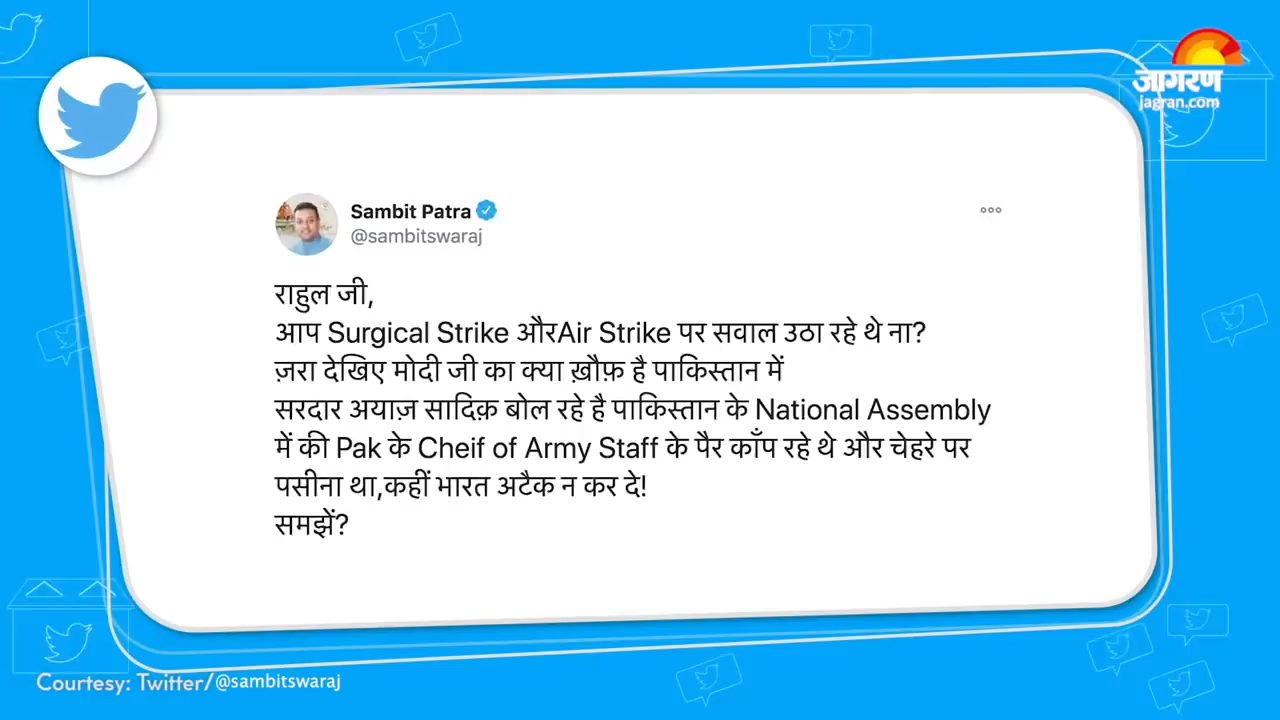 जागरण
jagran.com
Sambit Patra
@sambitswaraj
राहुल जी,
आप Surgical Strike औरAir Strike पर सवाल उठा रहे थे ना?
ज़रा देखिए मोदी जी का क्या ख़ौफ़ है पाकिस्तान में
सरदार अयाज़ सादिक़ बोल रहे है पाकिस्तान के National Assembly
में की Pak के Cheif of Army Staff के पैर काँप रहे थे और चेहरे पर
पसीना था,कहीं भारत अटैक न कर दे!
समझें?
Courtesy: Twitter/@sambitswaraj